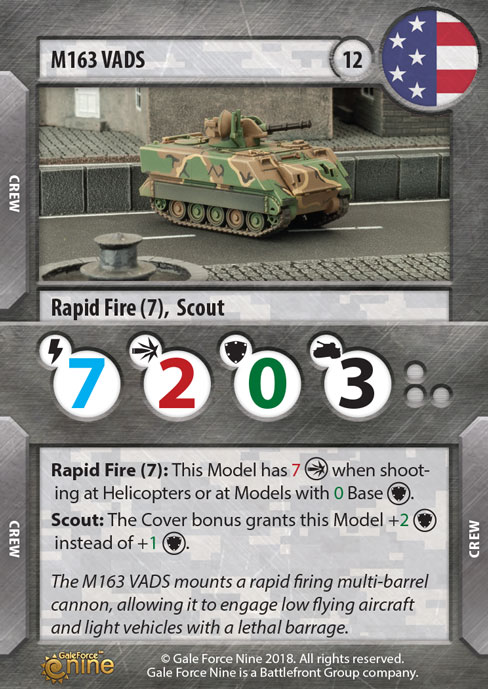 M163 VADS
12
CREW
Rapid Fire (7), Scout
7 2 0 3
Rapid Fire (7): This Model has 7 when shoot-
ing at Helicopters or at Models with 0 Base .
Scout: The Cover bonus grants this Model +2
instead of +1 .
The M163 VADS mounts a rapid firing multi-barrel
cannon, allowing it to engage low flying aircraft
and light vehicles with a lethal barrage.
CREW
CREW
GaleForce™
nine
© Gale Force Nine 2018. All rights reserved.
Gale Force Nine is a Battlefront Group company.